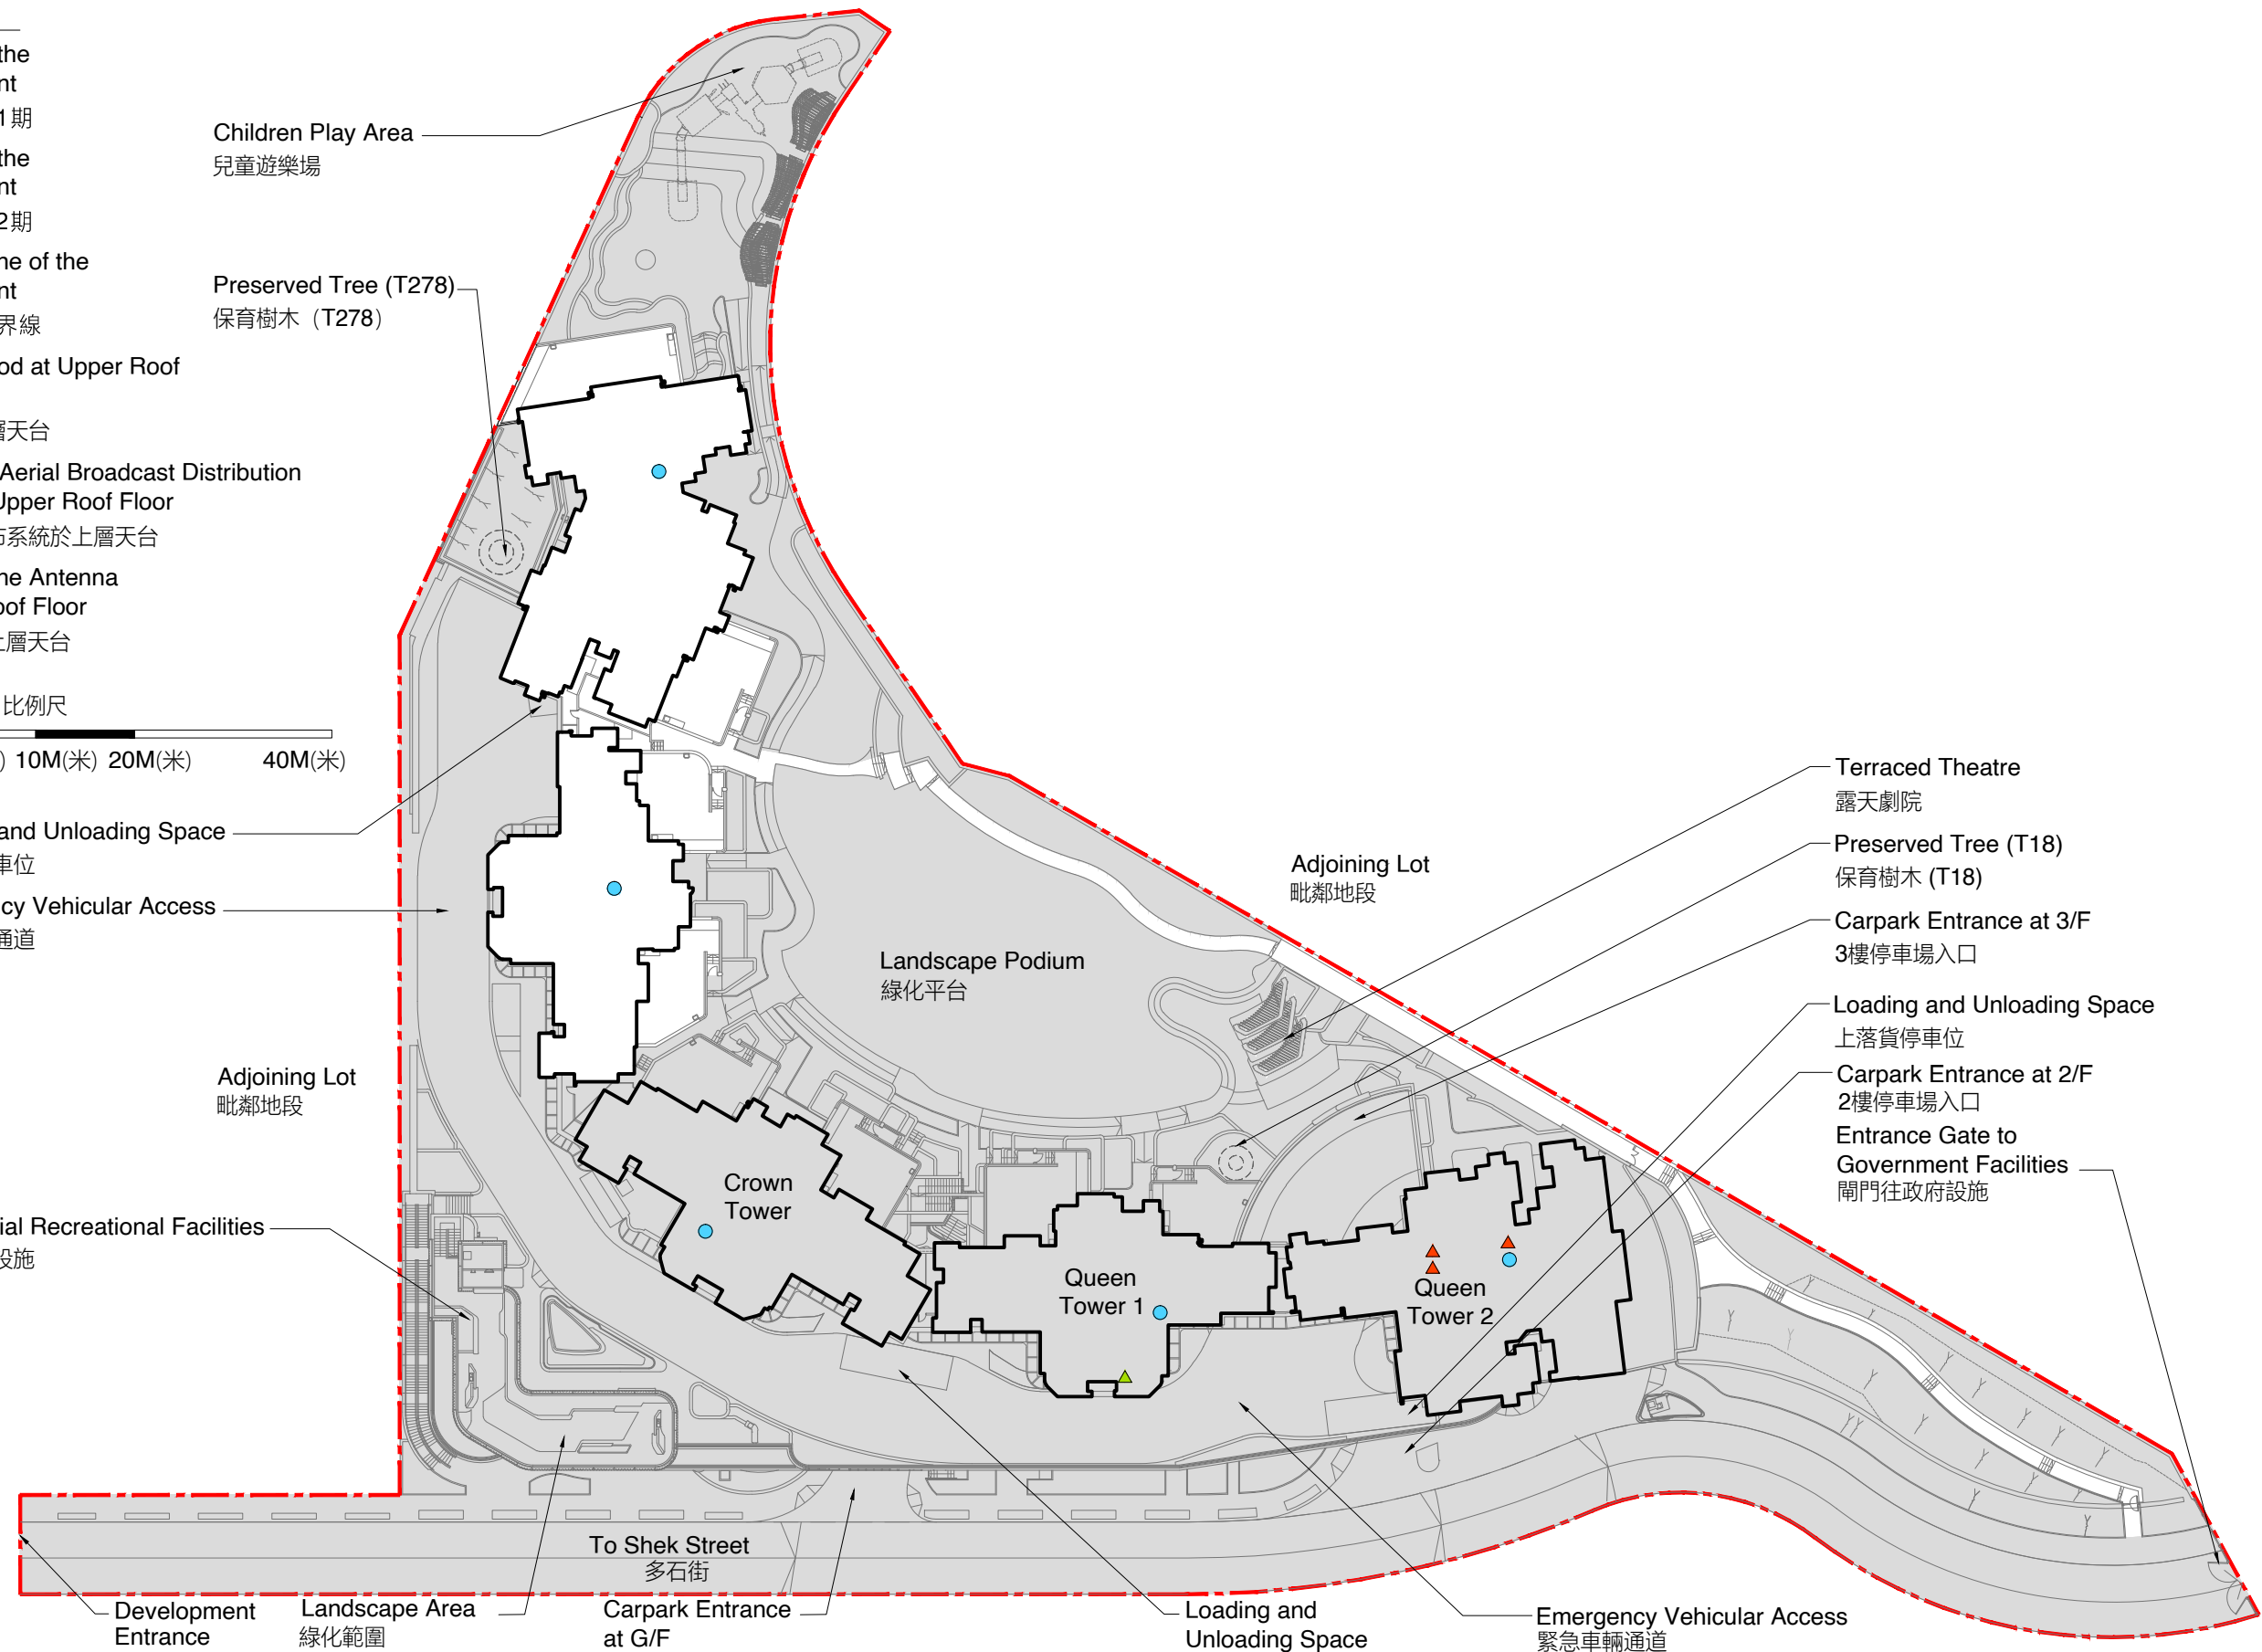 the
nt
1期
the
nt
2期
ne of the
nt
界線
od at Upper Roof
層天台
Aerial Broadcast Distribution
Upper Roof Floor
布系統於上層天台
ne Antenna
oof Floor
上層天台
比例尺
) 10M(米) 20M(米) 40M(米)
and Unloading Space
車位
cy Vehicular Access
通道
Adjoining Lot
毗鄰地段
ial Recreational Facilities
設施
Children Play Area
兒童遊樂場
Preserved Tree (T278)
保育樹木（T278）
Landscape Podium
綠化平台
Adjoining Lot
毗鄰地段
Crown
Tower
Queen
Tower 1
Queen
Tower 2
Terraced Theatre
露天劇院
Preserved Tree (T18)
保育樹木 (T18)
Carpark Entrance at 3/F
3樓停車場入口
Loading and Unloading Space
上落貨停車位
Carpark Entrance at 2/F
2樓停車場入口
Entrance Gate to
Government Facilities
閘門往政府設施
To Shek Street
多石街
Development
Entrance
Landscape Area
綠化範圍
Carpark Entrance
at G/F
Loading and
Unloading Space
Emergency Vehicular Access
緊急車輛通道